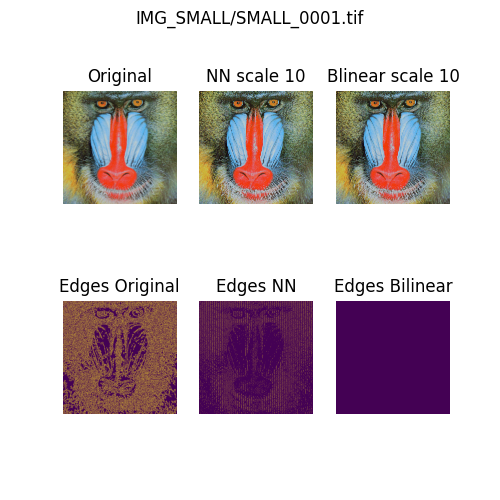 IMG_SMALL/SMALL_0001.tif
Original
NN scale 10
Blinear scale 10
Edges Original
Edges NN
Edges Bilinear